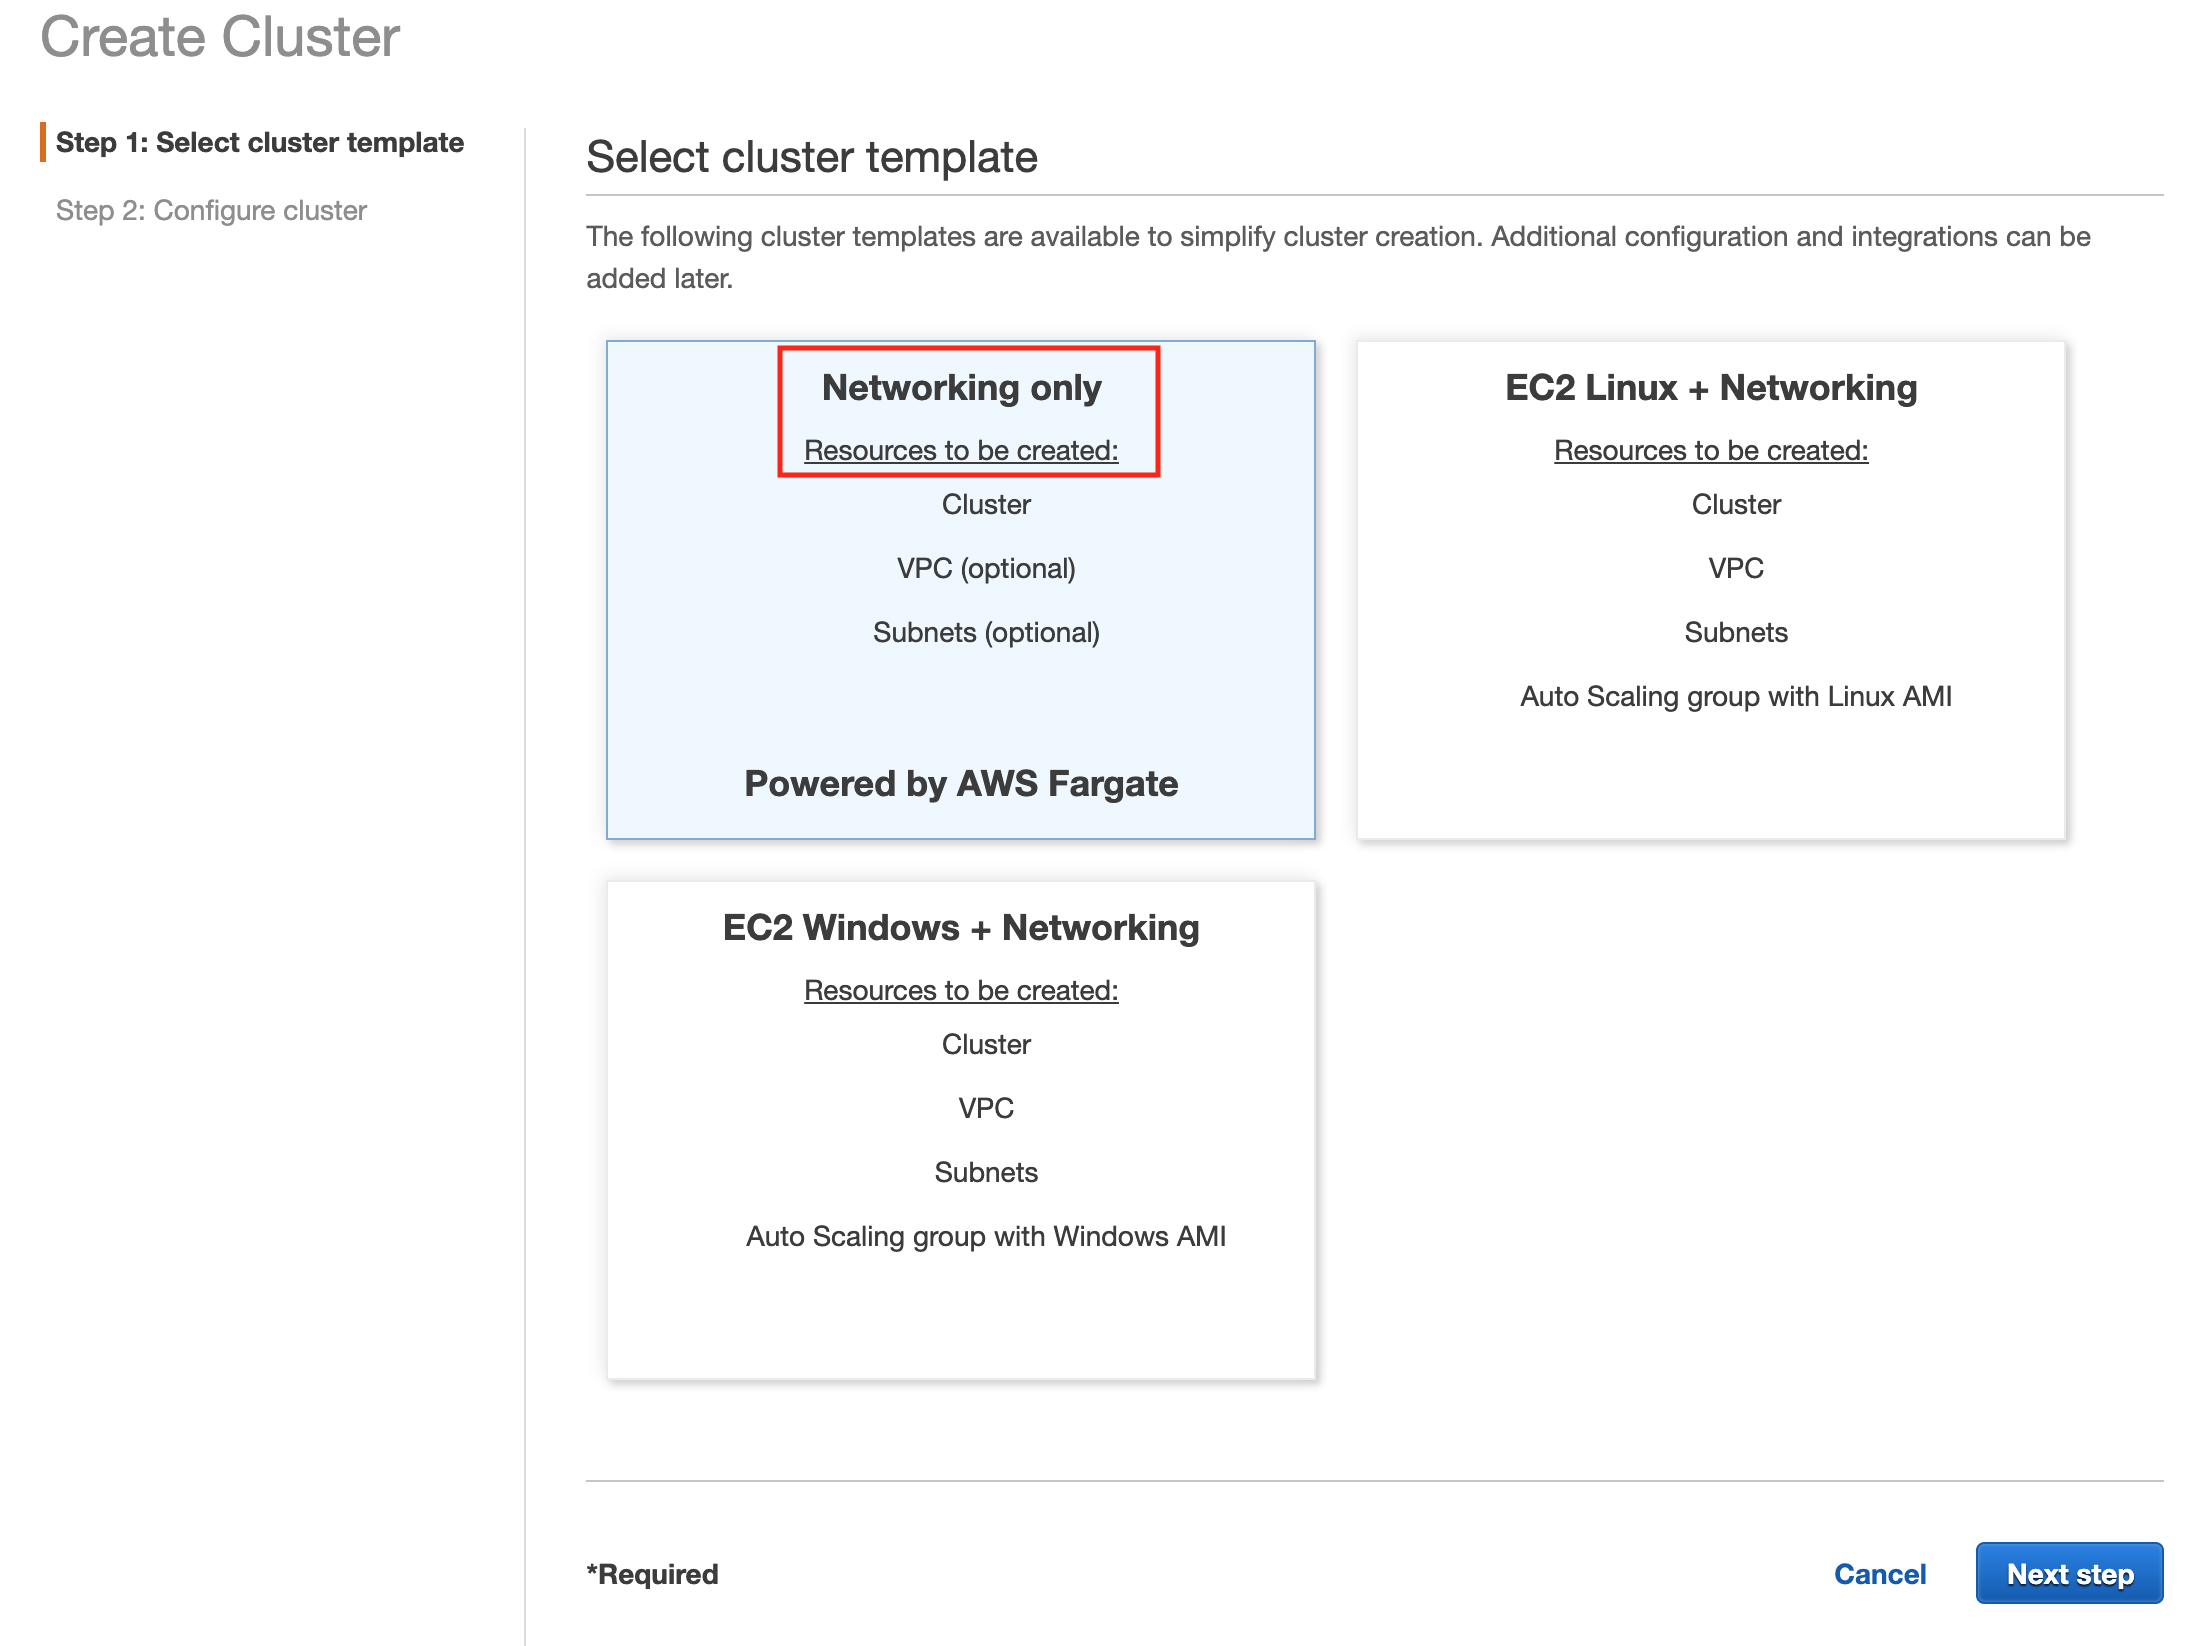 Create Cluster
Step 1: Select cluster template
Step 2: Configure cluster
Select cluster template
The following cluster templates are available to simplify cluster creation. Additional configuration and integrations can be
added later.
Networking only
Resources to be created:
Cluster
VPC (optional)
Subnets (optional)
Powered by AWS Fargate
EC2 Linux + Networking
Resources to be created:
Cluster
VPC
Subnets
Auto Scaling group with Linux AMI
EC2 Windows + Networking
Resources to be created:
Cluster
VPC
Subnets
Auto Scaling group with Windows AMI
*Required
Cancel
Next step